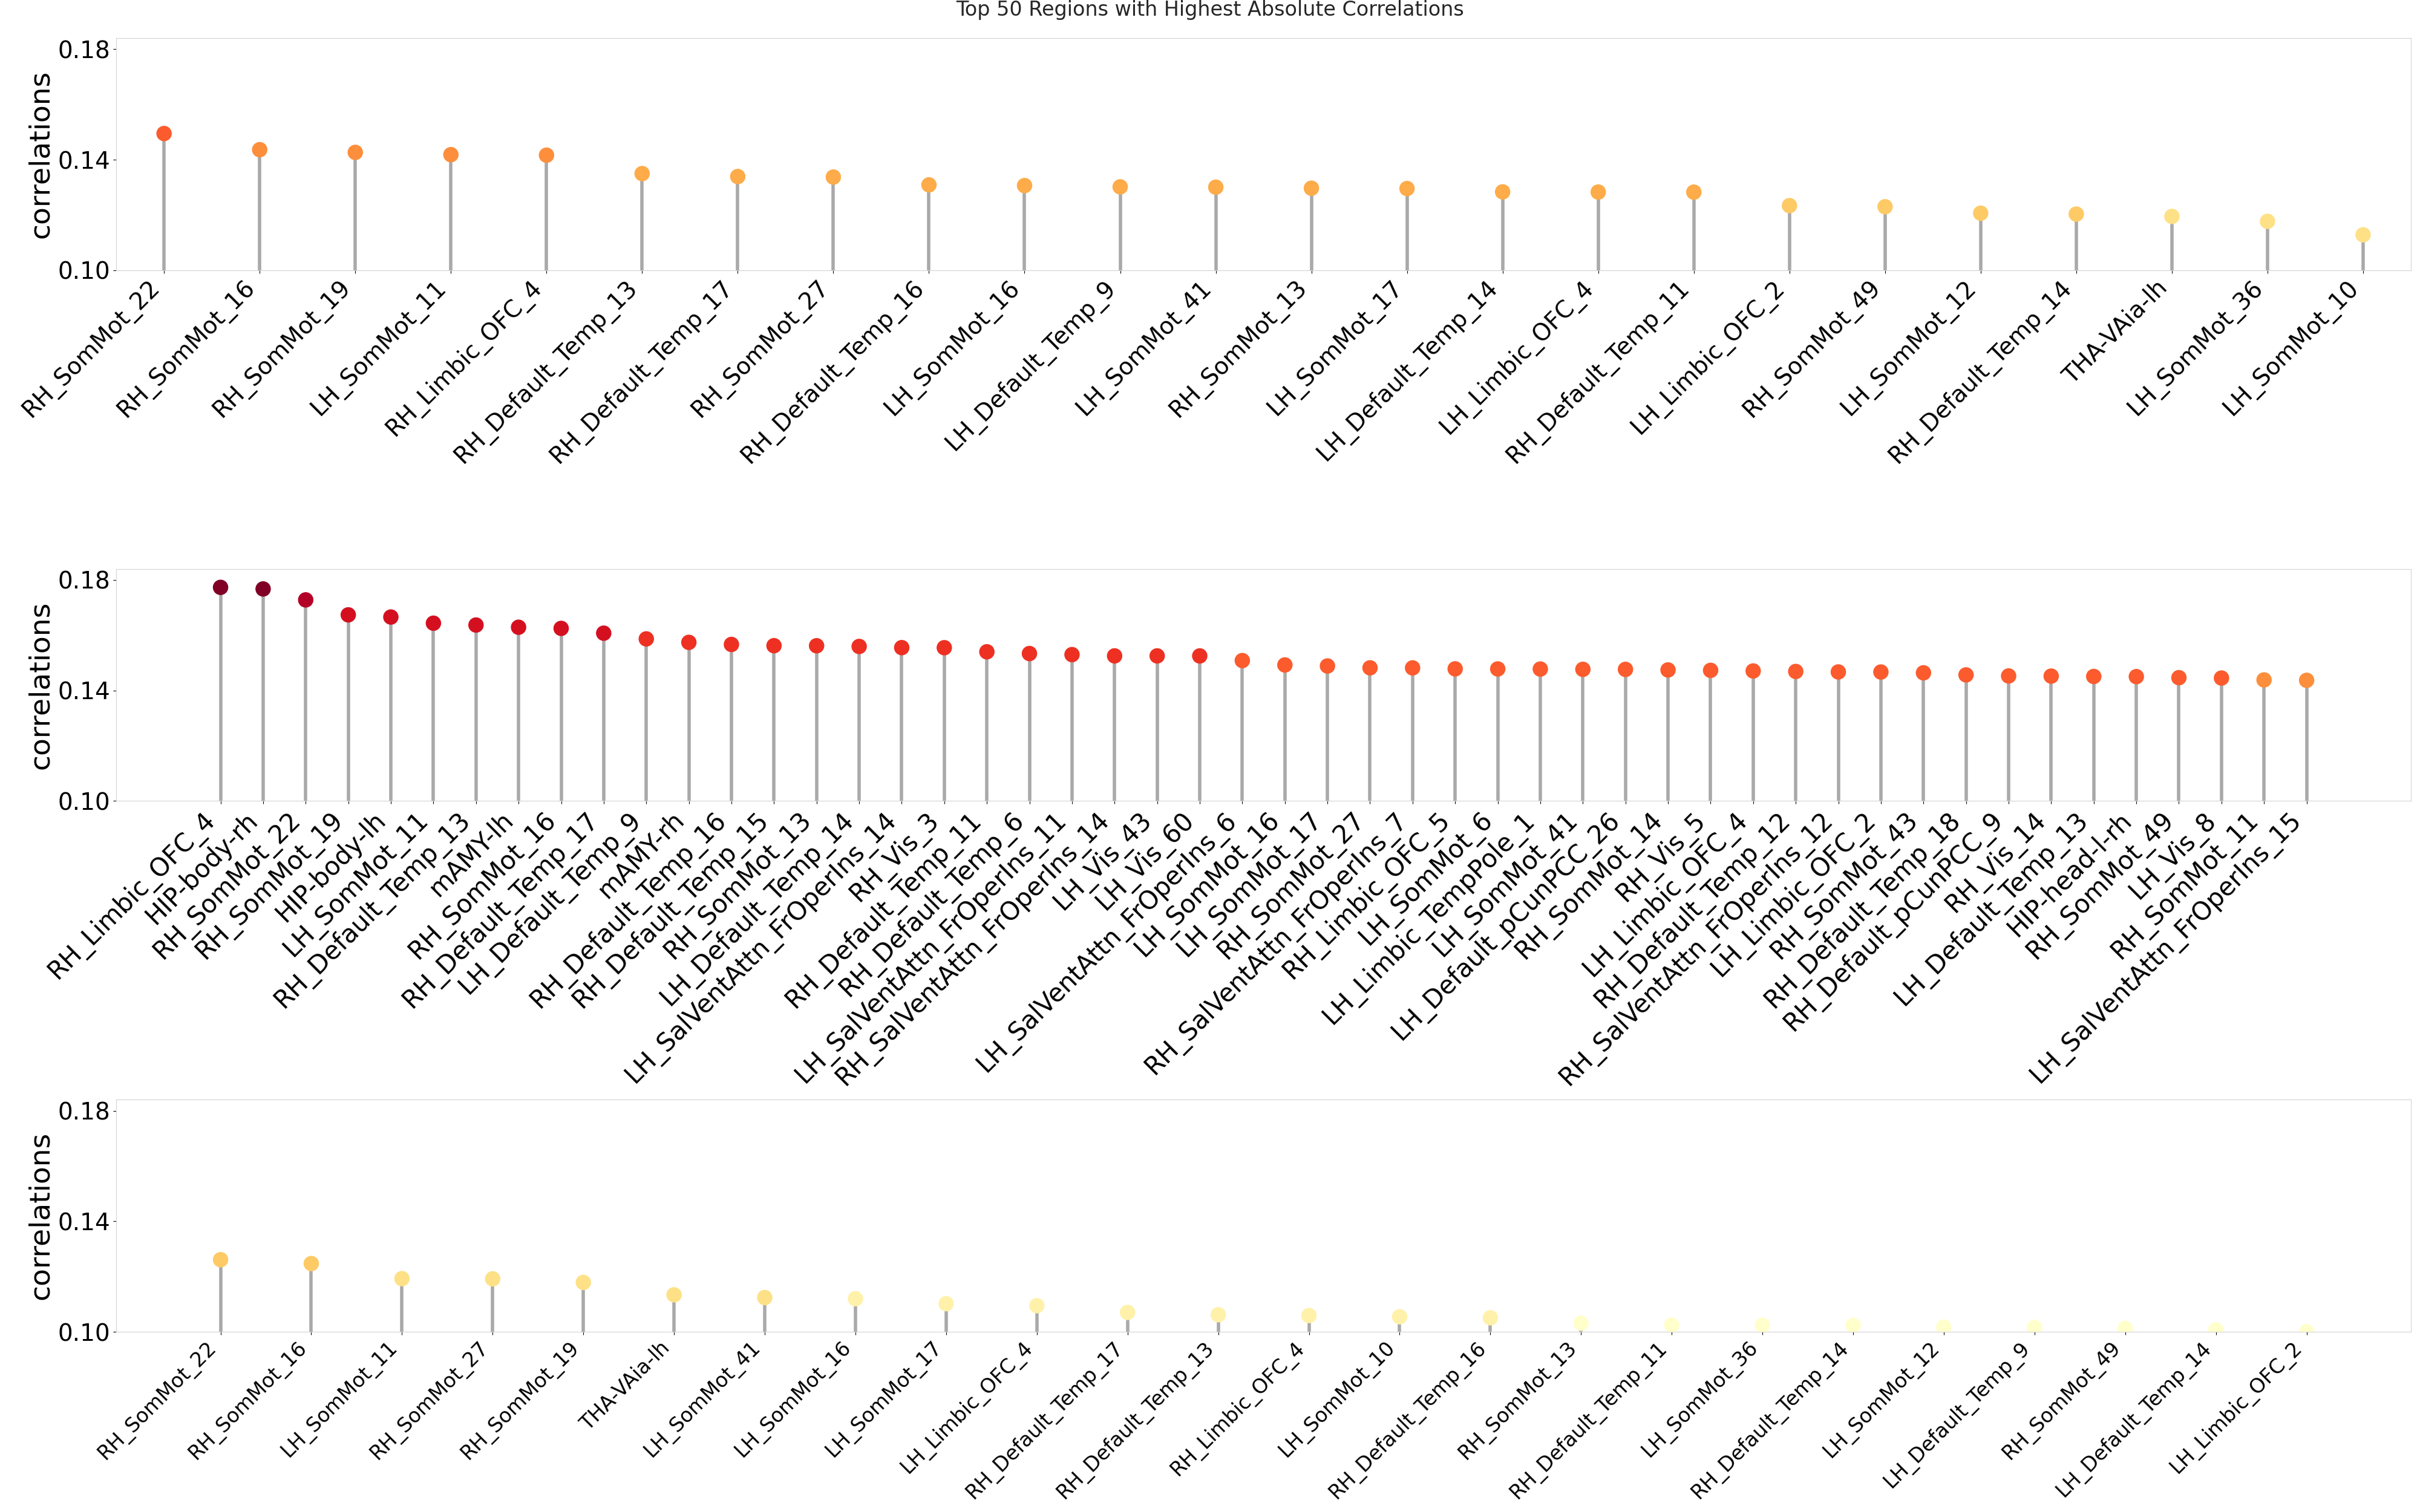 Top 50 Regions with Highest Absolute Correlations
correlations
0.18
0.14
0.10
RH_SomMot_22
RH_SomMot_16
RH_SomMot_19
LH_SomMot_11
RH_Limbic_OFC_4
RH_Default_Temp_13
RH_Default_Temp_17
RH_SomMot_27
RH_Default_Temp_16
LH_SomMot_16
LH_Default_Temp_9
LH_SomMot_41
RH_SomMot_13
LH_SomMot_17
LH_Default_Temp_14
LH_Limbic_OFC_4
RH_Default_Temp_11
LH_Limbic_OFC_2
RH_SomMot_49
LH_SomMot_12
RH_Default_Temp_14
THA-VAia-lh
LH_SomMot_36
LH_SomMot_10
correlations
0.18
0.14
0.10
RH_Limbic_OFC_4
HIP-body-rh
RH_SomMot_22
RH_SomMot_19
HIP-body-lh
LH_SomMot_11
RH_Default_Temp_13
mAMY-lh
RH_SomMot_16
RH_Default_Temp_17
LH_Default_Temp_9
mAMY-rh
RH_Default_Temp_16
RH_Default_Temp_15
RH_SomMot_13
LH_Default_Temp_14
LH_SalVentAttn_FrOperIns_14
RH_Vis_3
RH_Default_Temp_11
RH_Default_Temp_6
LH_SalVentAttn_FrOperIns_11
RH_SalVentAttn_FrOperIns_14
LH_Vis_43
LH_Vis_60
LH_SalVentAttn_FrOperIns_6
LH_SomMot_16
LH_SomMot_17
RH_SomMot_27
RH_SalVentAttn_FrOperIns_7
RH_Limbic_OFC_5
LH_SomMot_6
LH_Limbic_TempPole_1
LH_SomMot_41
LH_Default_pCunPCC_26
RH_SomMot_14
RH_Vis_5
LH_Limbic_OFC_4
RH_Default_Temp_12
RH_SalVentAttn_FrOperIns_12
LH_Limbic_OFC_2
RH_SomMot_43
RH_Default_Temp_18
RH_Default_pCunPCC_9
RH_Vis_14
LH_Default_Temp_13
HIP-head-l-rh
RH_SomMot_49
LH_Vis_8
RH_SomMot_11
LH_SalVentAttn_FrOperIns_15
correlations
0.18
0.14
0.10
RH_SomMot_22
RH_SomMot_16
LH_SomMot_11
RH_SomMot_27
RH_SomMot_19
THA-VAia-lh
LH_SomMot_41
LH_SomMot_16
LH_SomMot_17
LH_Limbic_OFC_4
RH_Default_Temp_17
RH_Default_Temp_13
RH_Limbic_OFC_4
LH_SomMot_10
RH_Default_Temp_16
RH_SomMot_13
RH_Default_Temp_11
LH_SomMot_36
RH_Default_Temp_14
LH_SomMot_12
LH_Default_Temp_9
RH_SomMot_49
LH_Default_Temp_14
LH_Limbic_OFC_2